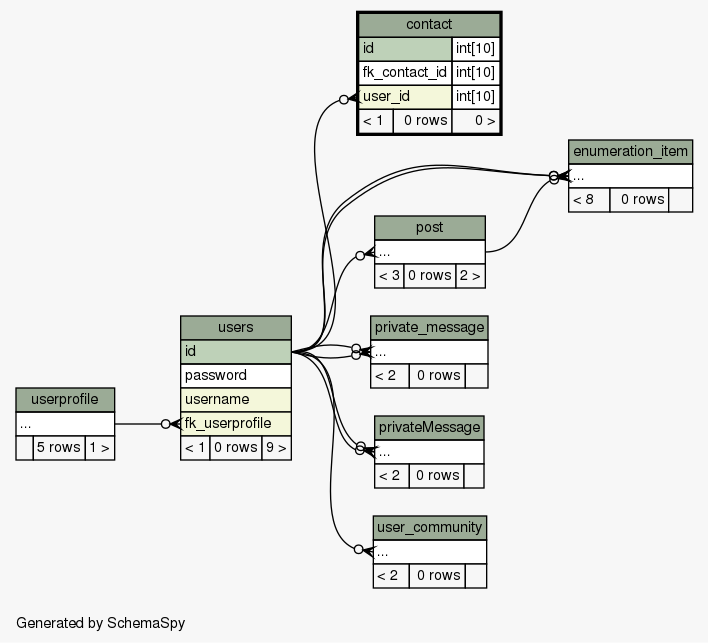 contact
id int[10]
fk_contact_id int[10]
user_id int[10]
< 1 0 rows 0 >
enumeration_item
...
< 8 0 rows
post
...
< 3 0 rows 2 >
users
id
password
username
fk_userprofile
< 1 0 rows 9 >
private_message
...
< 2 0 rows
userprofile
...
5 rows 1 >
privateMessage
...
< 2 0 rows
user_community
...
< 2 0 rows
Generated by SchemaSpy